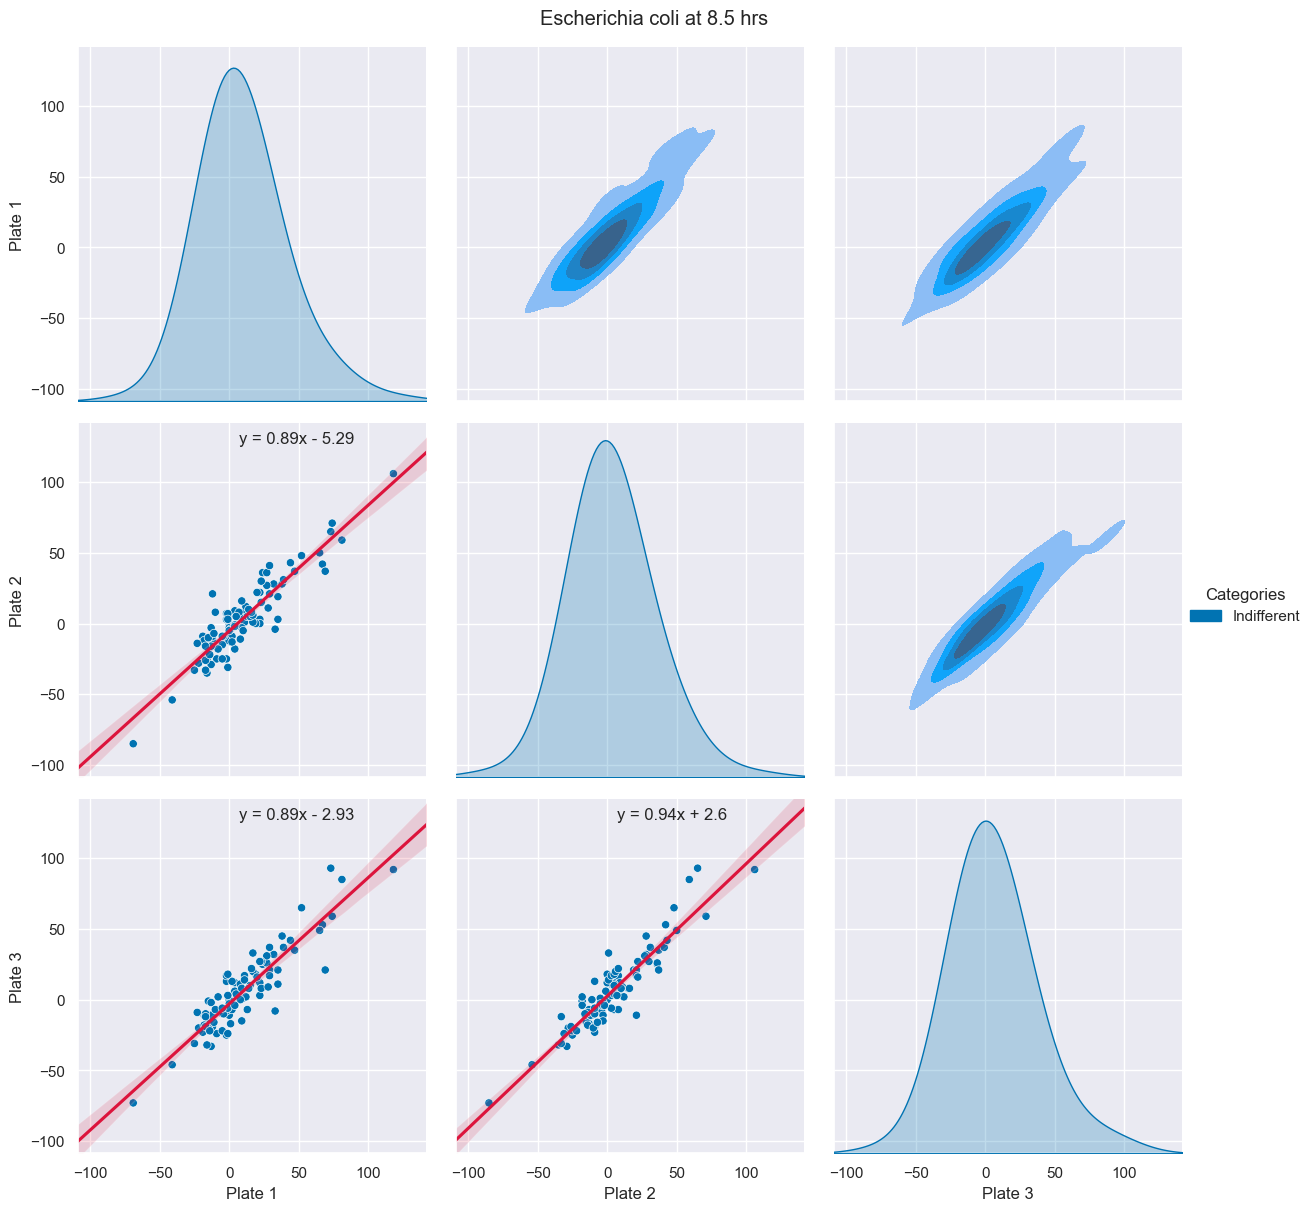 Escherichia coli at 8.5 hrs
100
50
0
−50
−100
Plate 1
y = 0.89x - 5.29
100
50
0
−50
−100
Plate 2
Categories
Indifferent
y = 0.89x - 2.93
y = 0.94x + 2.6
100
50
0
−50
−100
Plate 3
−100 −50 0 50 100
−100 −50 0 50 100
−100 −50 0 50 100
Plate 1
Plate 2
Plate 3